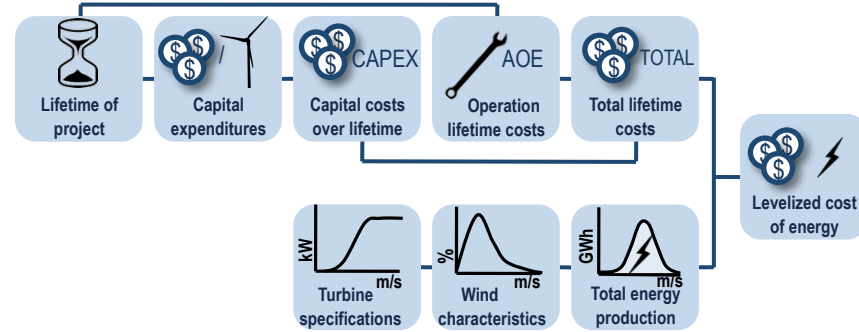 $ $ $ /
Lifetime of
project
Capital
expenditures
$ $ $ CAPEX
Capital costs
over lifetime
AOE
Operation
lifetime costs
$ $ $ TOTAL
Total lifetime
costs
$ $ $
Levelized cost
of energy
kW
m/s
Turbine
specifications
%
m/s
Wind
characteristics
GWh
m/s
Total energy
production